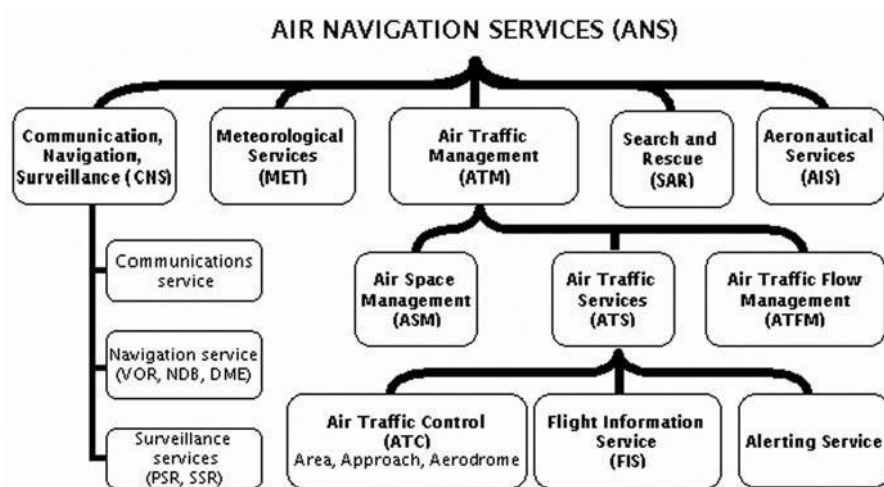 AIR NAVIGATION SERVICES (ANS)
Communication,
Navigation,
Surveillance (CNS)
Meteorological
Services
(MET)
Air Traffic
Management
(ATM)
Search and
Rescue
(SAR)
Aeronautical
Services
(AIS)
Communications
service
Navigation service
(VOR, NDB, DME)
Surveillance
services
(PSR, SSR)
Air Space
Management
(ASM)
Air Traffic
Services
(ATS)
Air Traffic Flow
Management
(ATFM)
Air Traffic Control
(ATC)
Area, Approach, Aerodrome
Flight Information
Service
(FIS)
Alerting Service